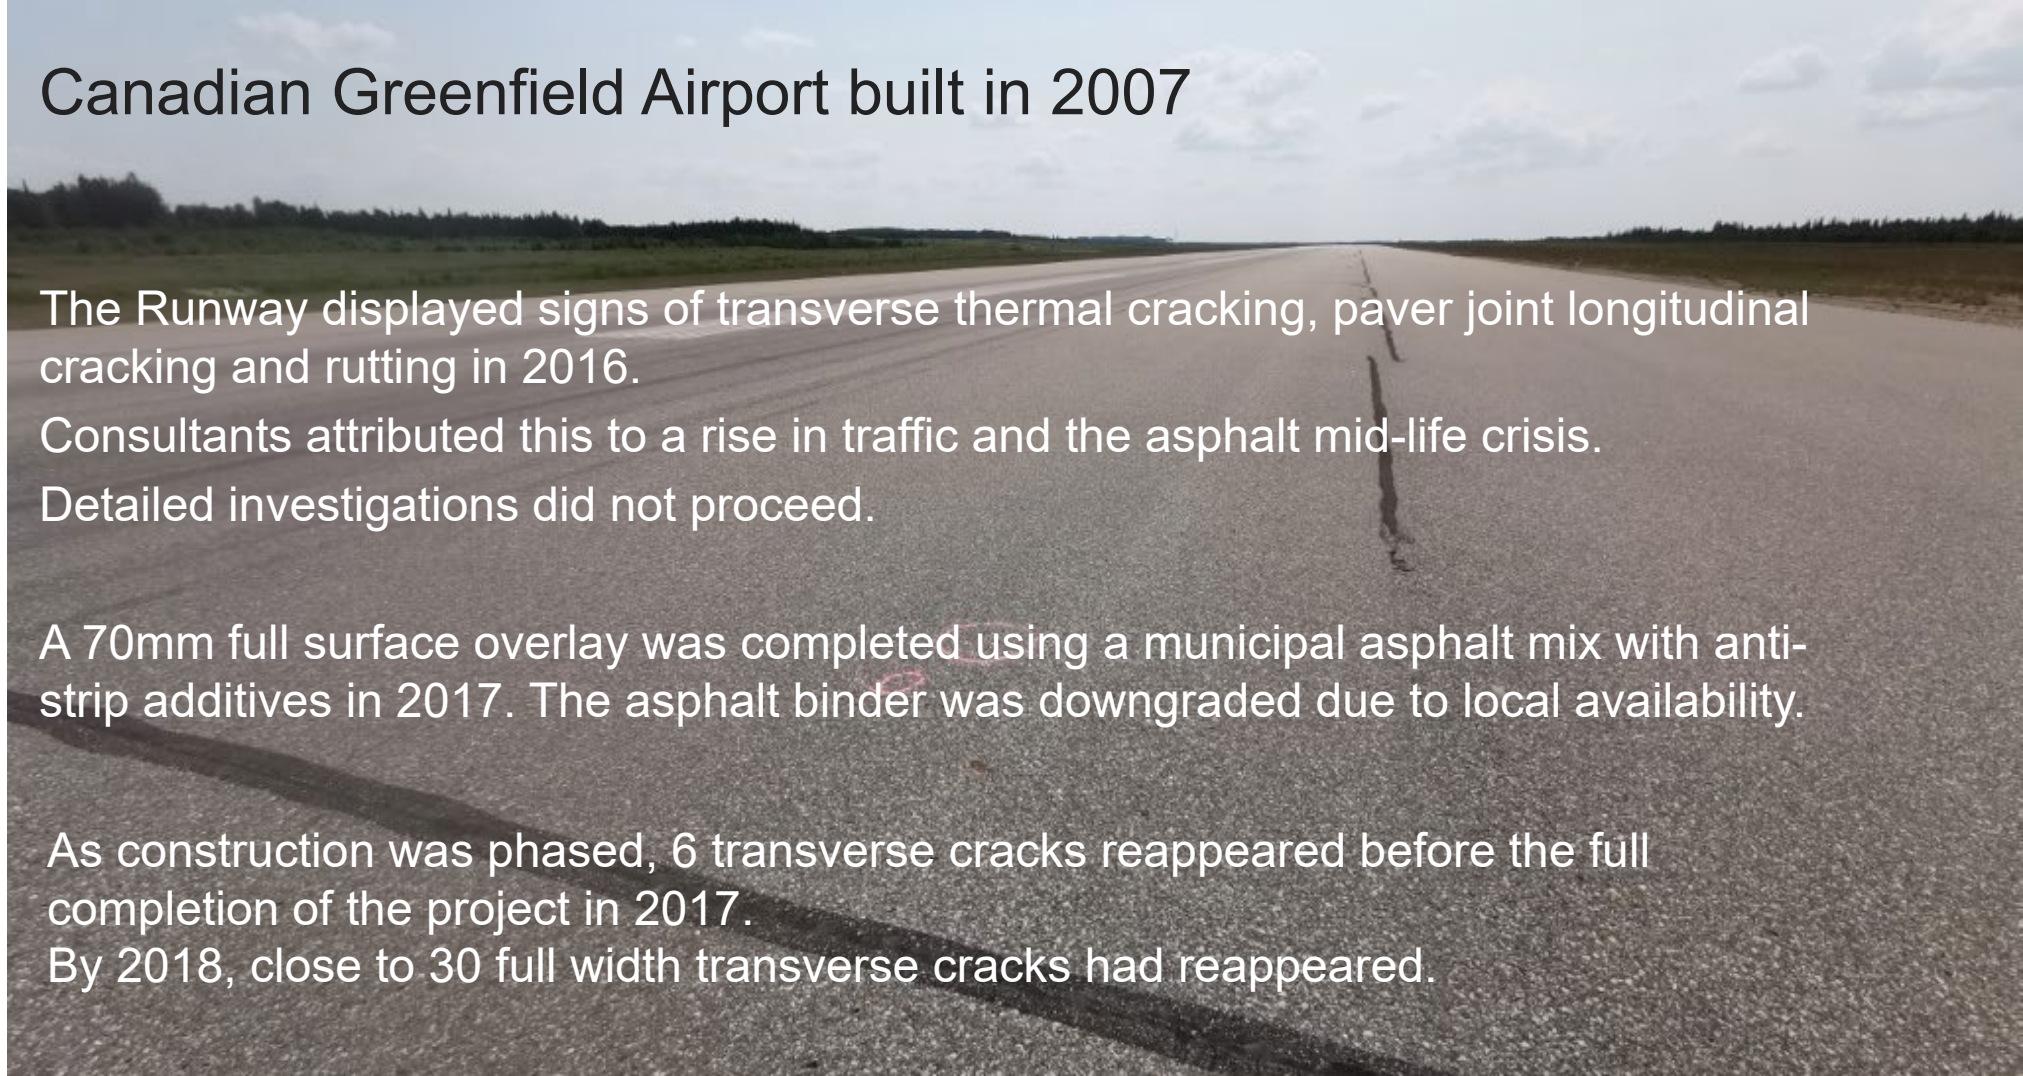 Canadian Greenfield Airport built in 2007
The Runway displayed signs of transverse thermal cracking, paver joint longitudinal
cracking and rutting in 2016.
Consultants attributed this to a rise in traffic and the asphalt mid-life crisis.
Detailed investigations did not proceed.
A 70mm full surface overlay was completed using a municipal asphalt mix with anti-
strip additives in 2017. The asphalt binder was downgraded due to local availability.
As construction was phased, 6 transverse cracks reappeared before the full
completion of the project in 2017.
By 2018, close to 30 full width transverse cracks had reappeared.